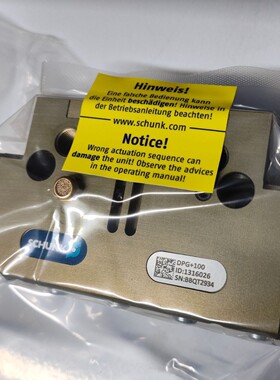 Hinweis!
Eine falsche Bedienung kann
die Einheit beschädigen! Hinweise in
der Betriebsanleitung beachten!
www.schunk.com
Notice!
Wrong actuation sequence can
damage the unit! Observe the advices
in the operating manual!
SCHUNK
DPG+100
ID:1316026
SN:BBQT2934